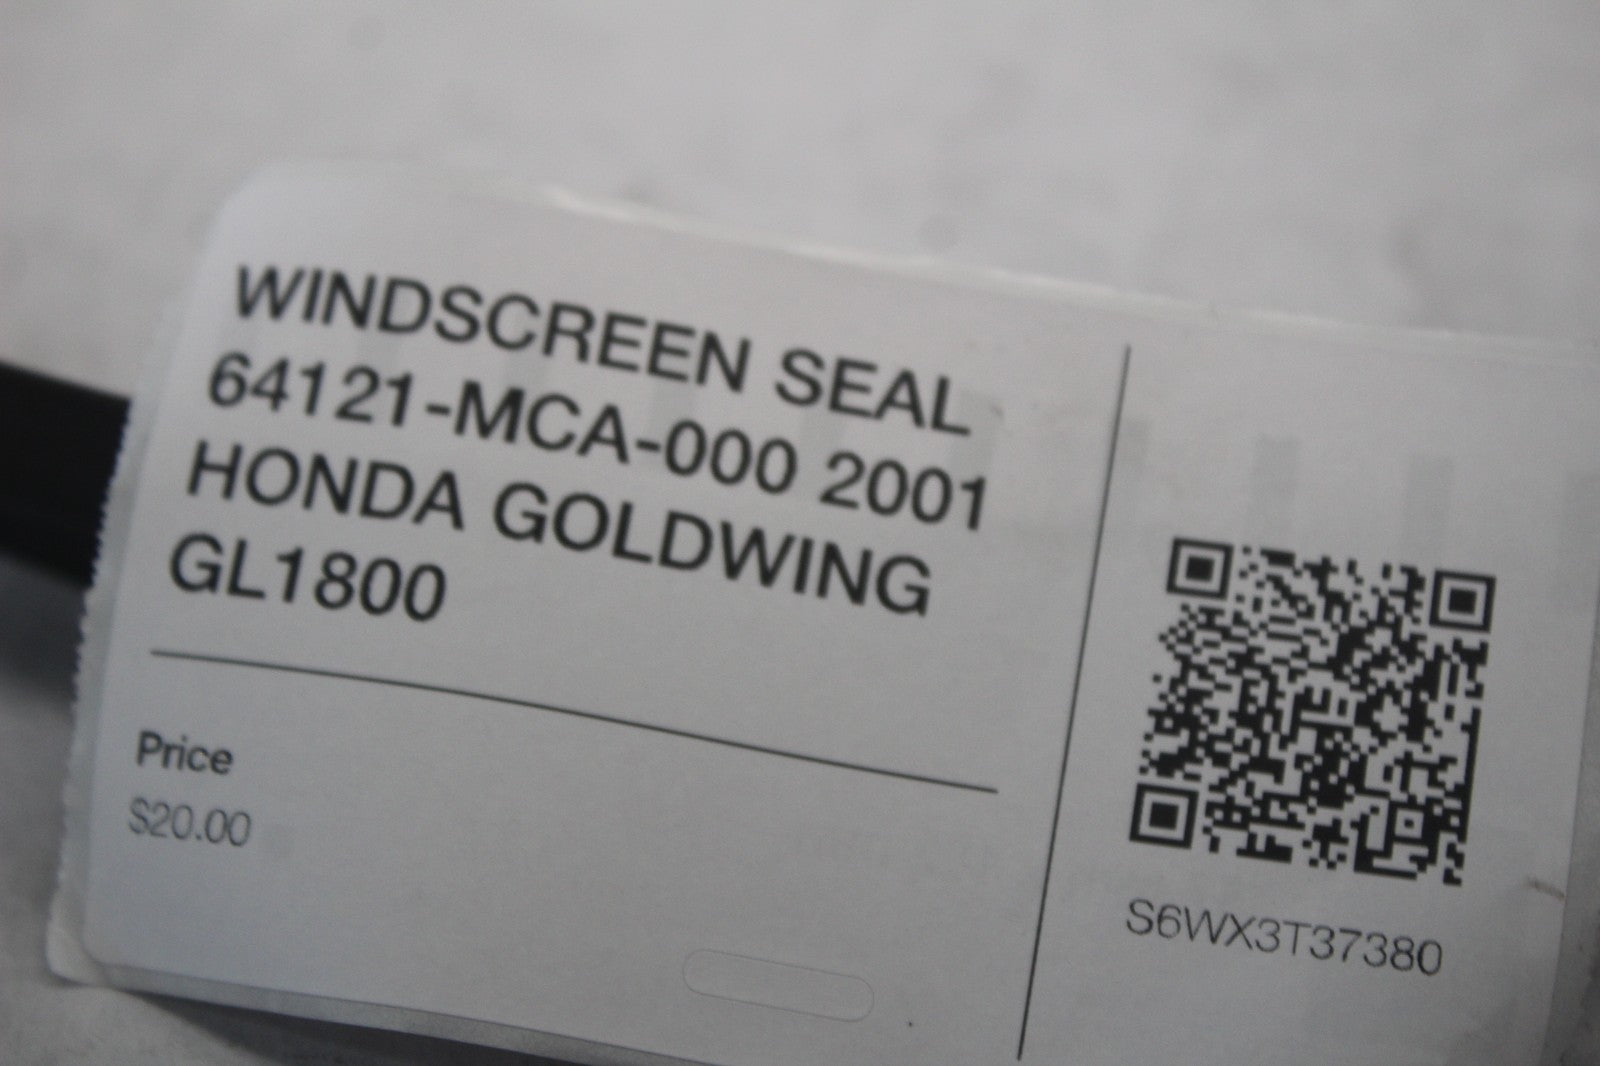 WINDSCREEN SEAL
64121-MCA-000 2001
HONDA GOLDWING
GL1800
Price
$20.00
S6WX3T37380